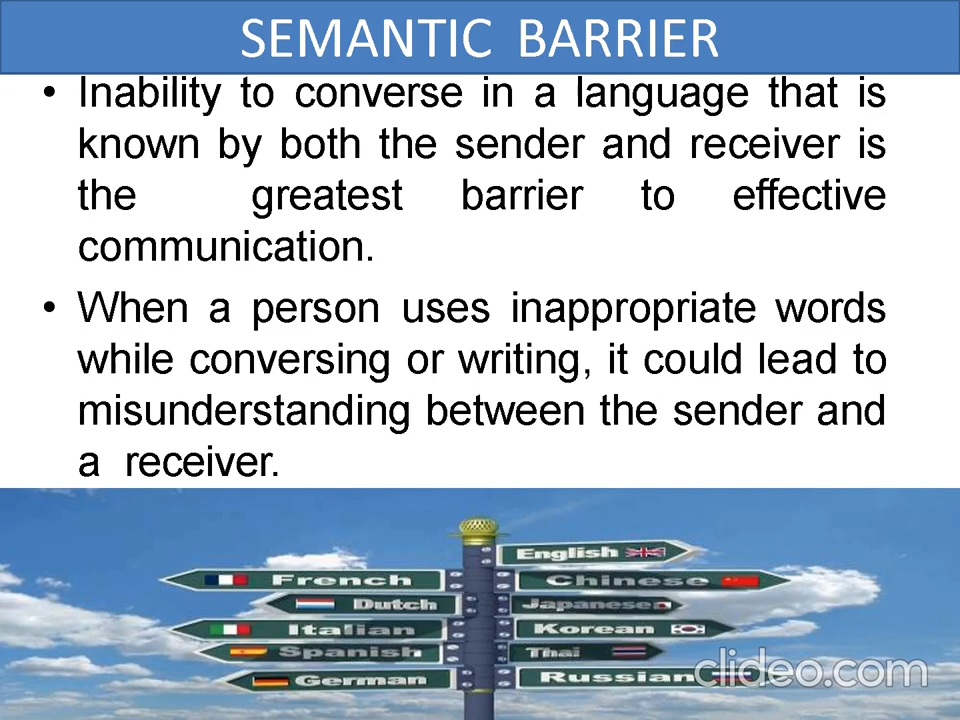 SEMANTIC BARRIER
• Inability to converse in a language that is
known by both the sender and receiver is
the greatest barrier to effective
communication.
• When a person uses inappropriate words
while conversing or writing, it could lead to
misunderstanding between the sender and
a receiver.
English
French
Chinese
Dutch
Japanese
Italian
Korean
Spanish
Thai
German
Russian
clideo.com